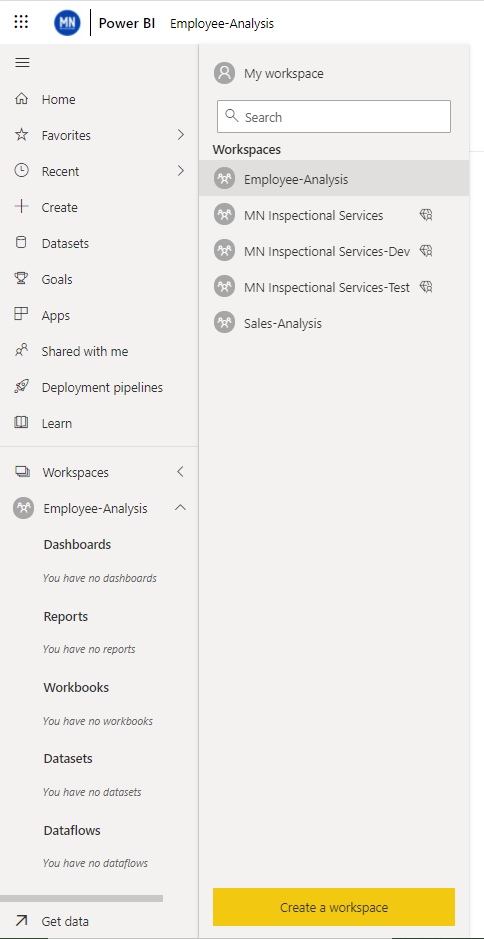 MN Power BI Employee-Analysis
Home
Favorites
Recent
Create
Datasets
Goals
Apps
Shared with me
Deployment pipelines
Learn
Workspaces
Employee-Analysis
Dashboards
You have no dashboards
Reports
You have no reports
Workbooks
You have no workbooks
Datasets
You have no datasets
Dataflows
You have no dataflows
Get data
My workspace
Search
Workspaces
Employee-Analysis
MN Inspectional Services
MN Inspectional Services-Dev
MN Inspectional Services-Test
Sales-Analysis
Create a workspace